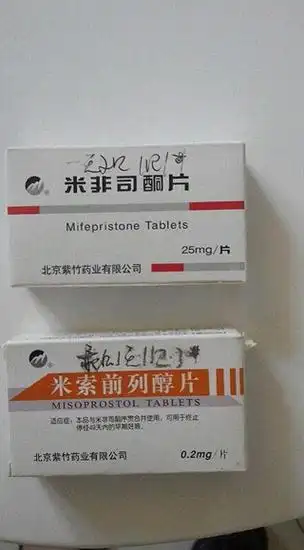 米非司酮片
Mifepristone Tablets
25mg/片
北京紫竹药业有限公司
米索前列醇片
MISOPROSTOL TABLETS
适应症：本品与米非司酮序贯合并使用，可用于终止
停经49天内的早期妊娠。
北京紫竹药业有限公司
0.2mg/片